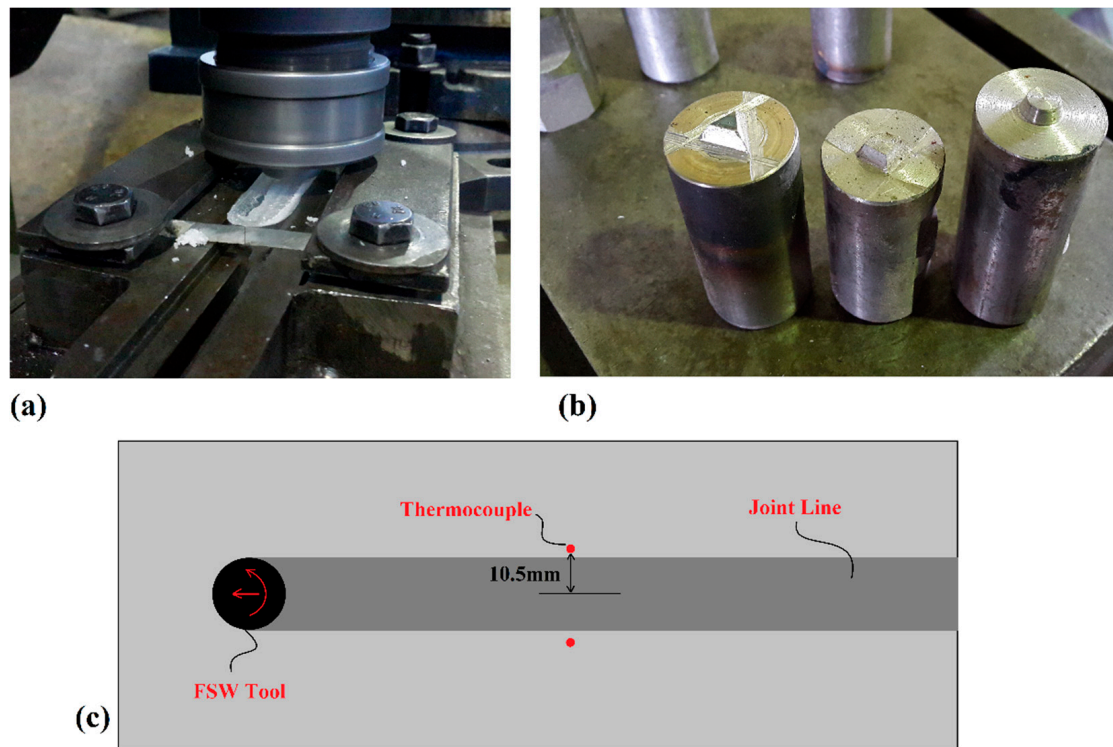 (a)
(b)
Thermocouple
Joint Line
10.5mm
FSW Tool
(c)